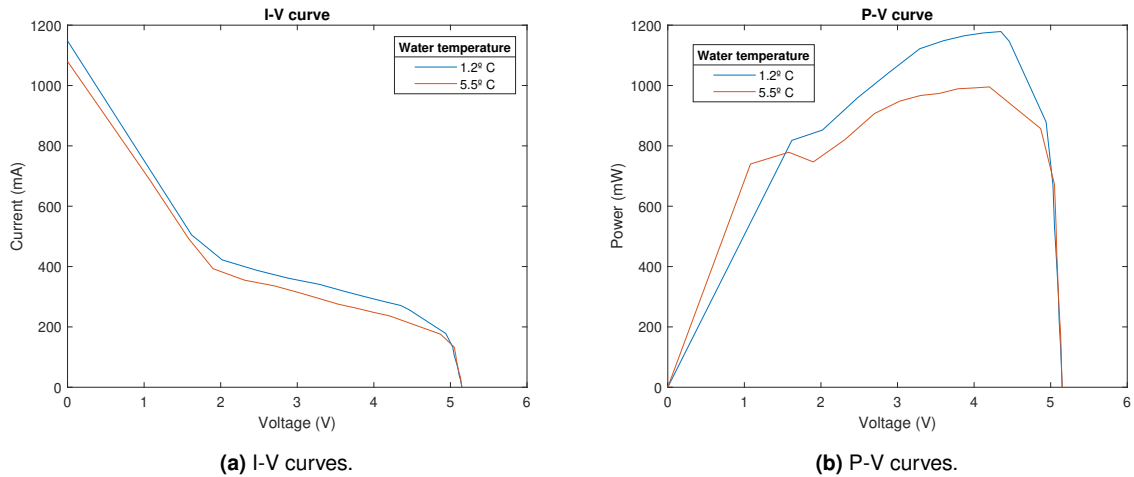 I-V curve
1200
1000
800
600
400
200
0
Current (mA)
Water temperature
1.2º C
5.5º C
0 1 2 3 4 5 6
Voltage (V)
(a) I-V curves.
P-V curve
1200
1000
800
600
400
200
0
Power (mW)
Water temperature
1.2º C
5.5º C
0 1 2 3 4 5 6
Voltage (V)
(b) P-V curves.